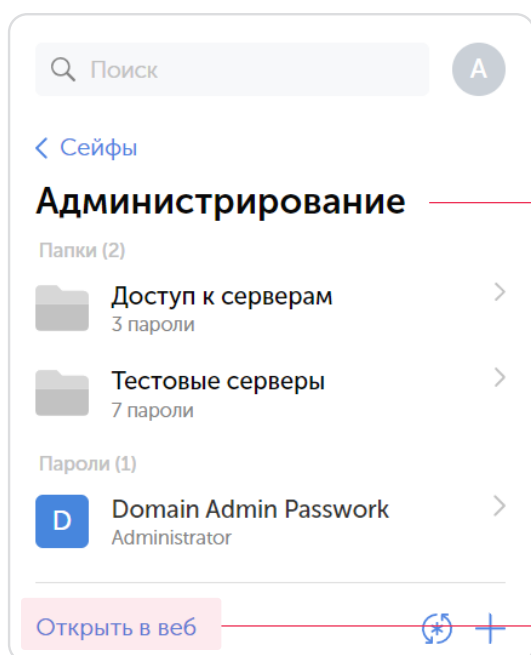 Поиск
A
Сейфы
Администрирование
Папки (2)
Доступ к серверам
3 пароли
Тестовые серверы
7 пароли
Пароли (1)
D
Domain Admin Passwork
Administrator
Открыть в веб